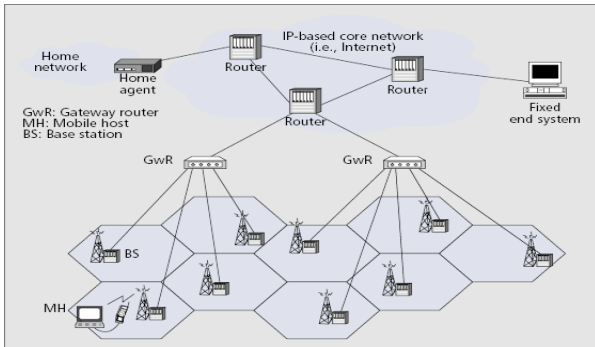 IP-based core network
(i.e., Internet)
Home
network
Home
agent
Router
Router
Router
Fixed
end system
GwR: Gateway router
MH: Mobile host
BS: Base station
GwR
GwR
BS
MH